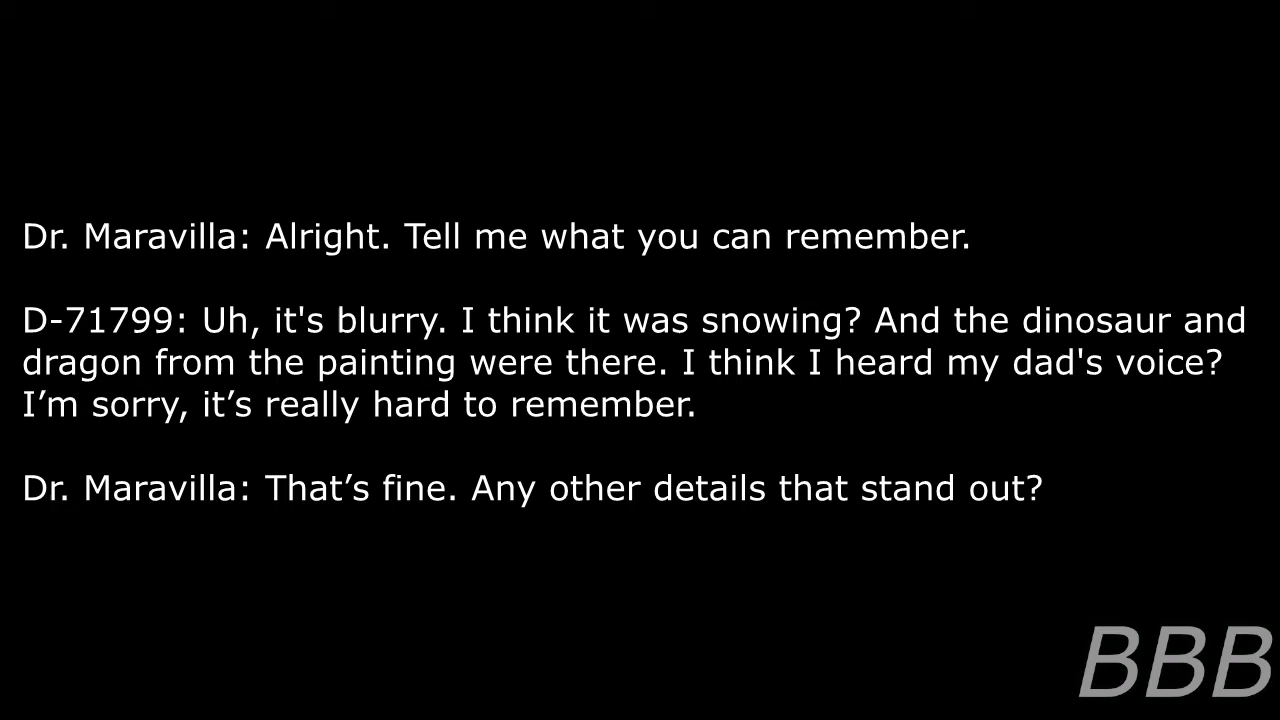 Dr. Maravilla: Alright. Tell me what you can remember.
D-71799: Uh, it's blurry. I think it was snowing? And the dinosaur and
dragon from the painting were there. I think I heard my dad's voice?
I’m sorry, it’s really hard to remember.
Dr. Maravilla: That’s fine. Any other details that stand out?
BBB